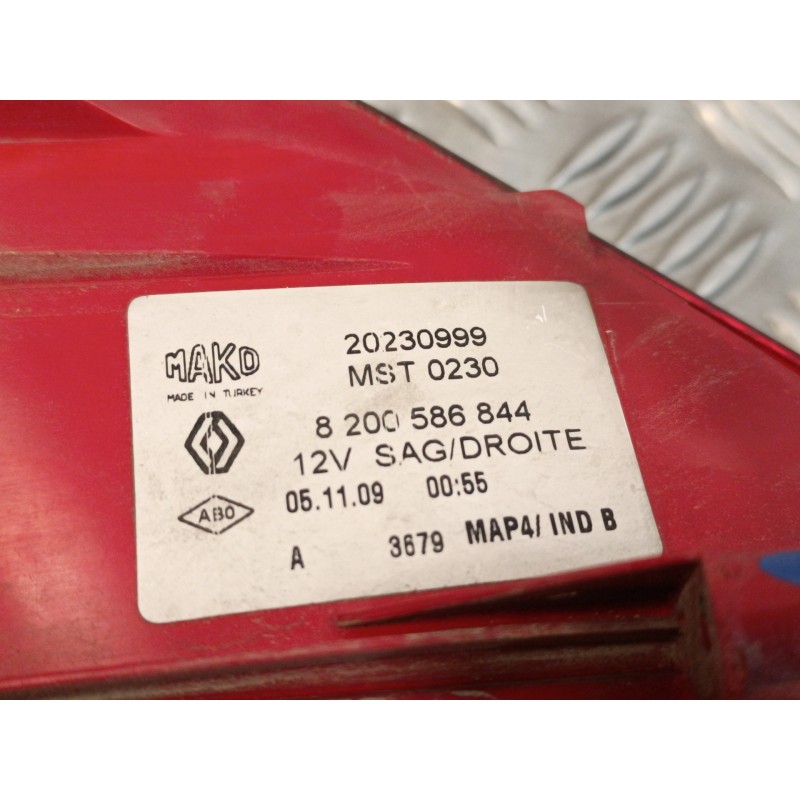 MAKO
MADE IN TURKEY
20230999
MST 0230
8 200 586 844
12V SAG/DROITE
ABO
05.11.09 00:55
A 3679 MAP4/ IND B